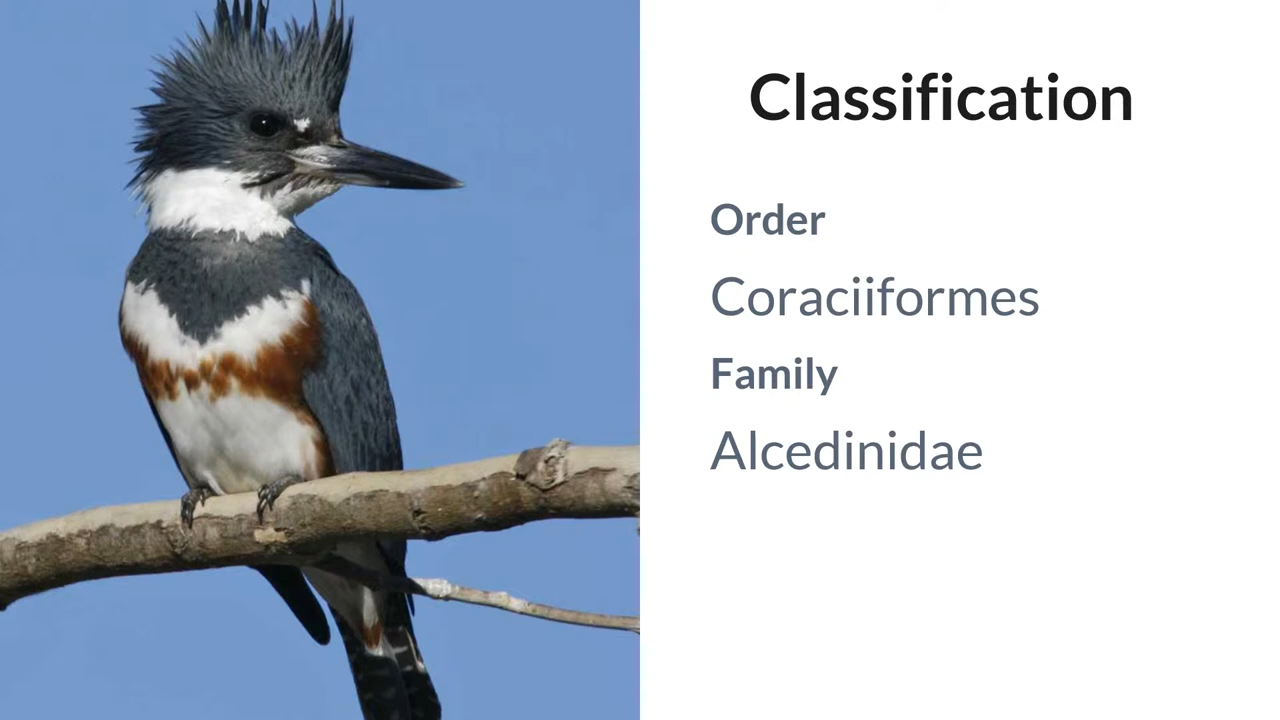 Classification
Order
Coraciiformes
Family
Alcedinidae